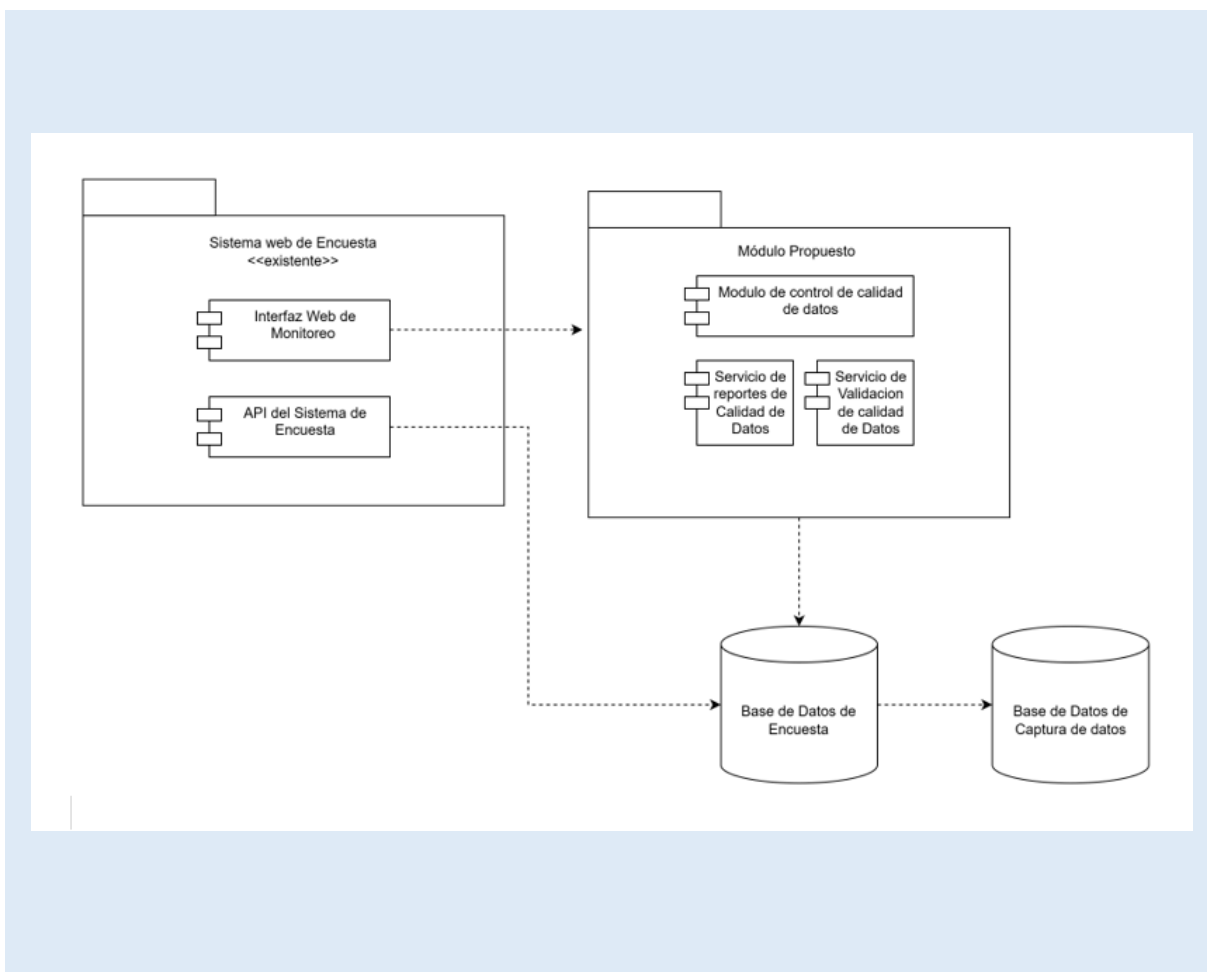 Sistema web de Encuesta
<<existente>>
Interfaz Web de
Monitoreo
API del Sistema de
Encuesta
Módulo Propuesto
Modulo de control de calidad
de datos
Servicio de
reportes de
Calidad de
Datos
Servicio de
Validacion
de calidad
de Datos
Base de Datos de
Encuesta
Base de Datos de
Captura de datos